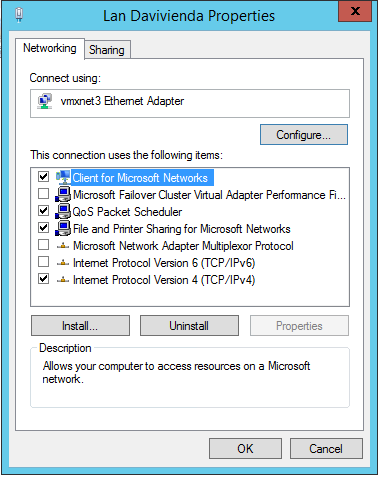 Lan Davivienda Properties
x
Networking
Sharing
Connect using:
vmxnet3 Ethernet Adapter
Configure...
This connection uses the following items:
Client for Microsoft Networks
Microsoft Failover Cluster Virtual Adapter Performance Fi...
QoS Packet Scheduler
File and Printer Sharing for Microsoft Networks
Microsoft Network Adapter Multiplexor Protocol
Internet Protocol Version 6 (TCP/IPv6)
Internet Protocol Version 4 (TCP/IPv4)
Install...
Uninstall
Properties
Description
Allows your computer to access resources on a Microsoft
network.
OK
Cancel